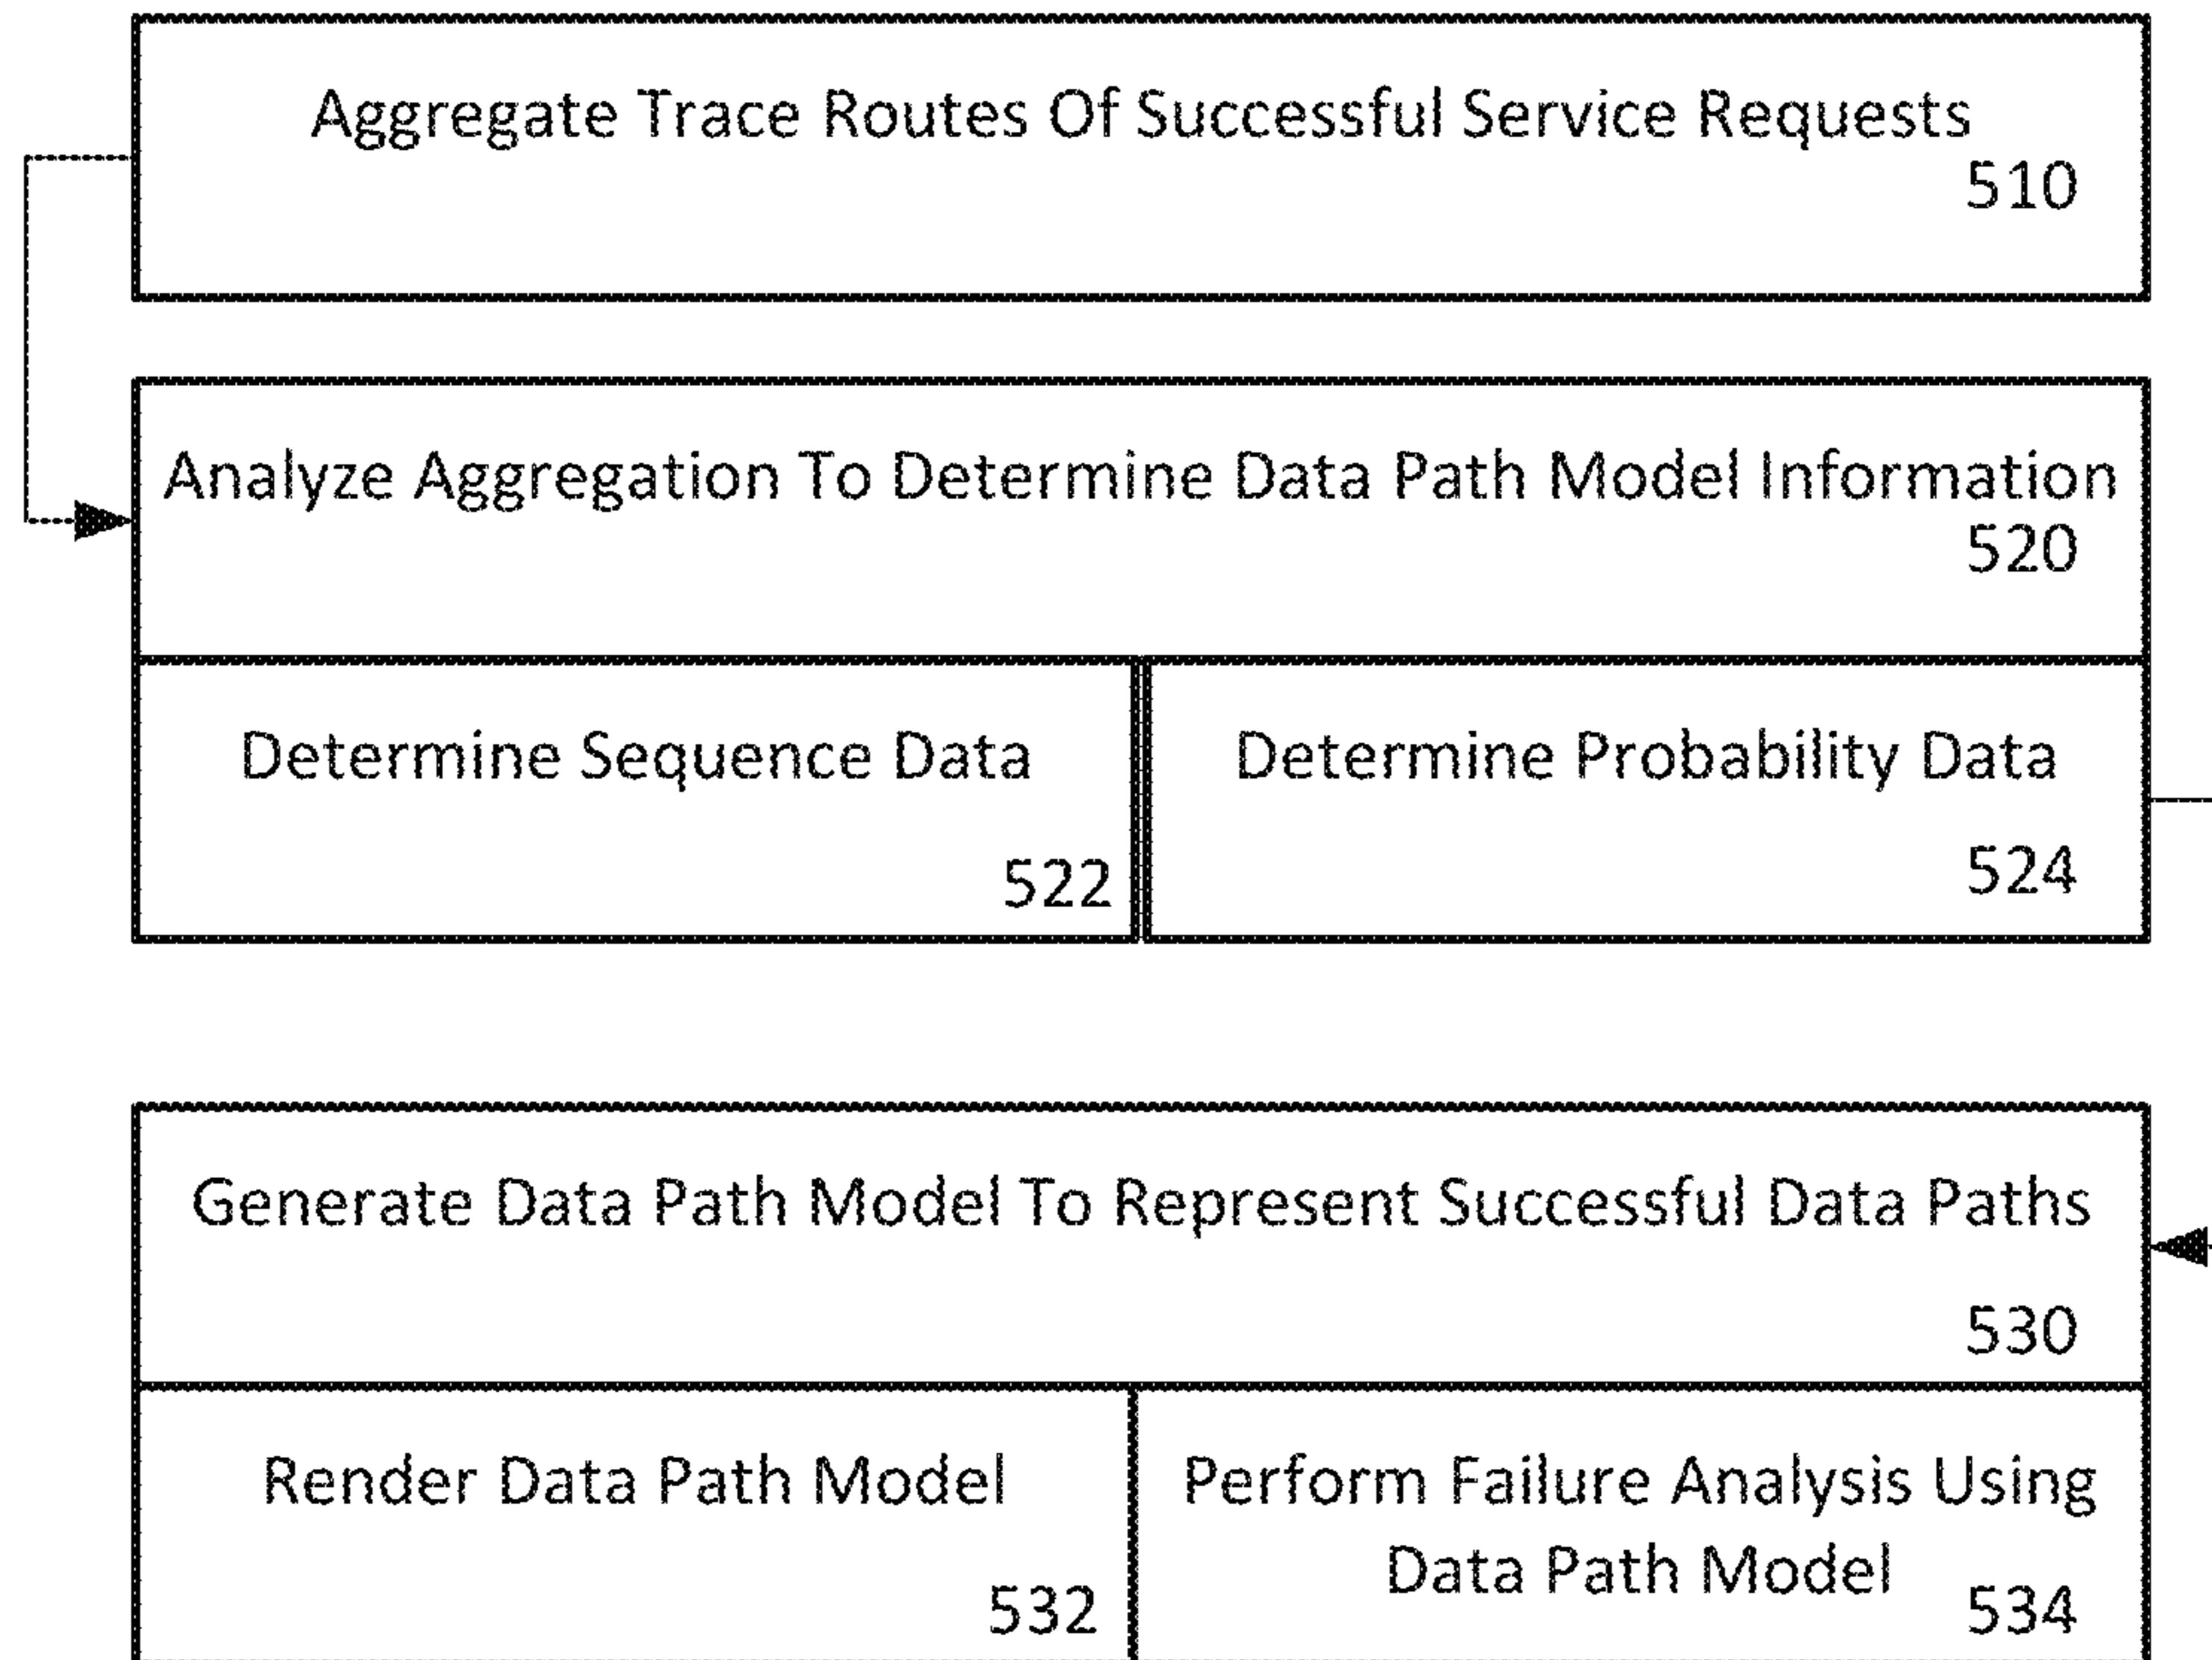 Aggregate Trace Routes Of Successful Service Requests
510
Analyze Aggregation To Determine Data Path Model Information
520
Determine Sequence Data
522
Determine Probability Data
524
Generate Data Path Model To Represent Successful Data Paths
530
Render Data Path Model
532
Perform Failure Analysis Using
Data Path Model
534